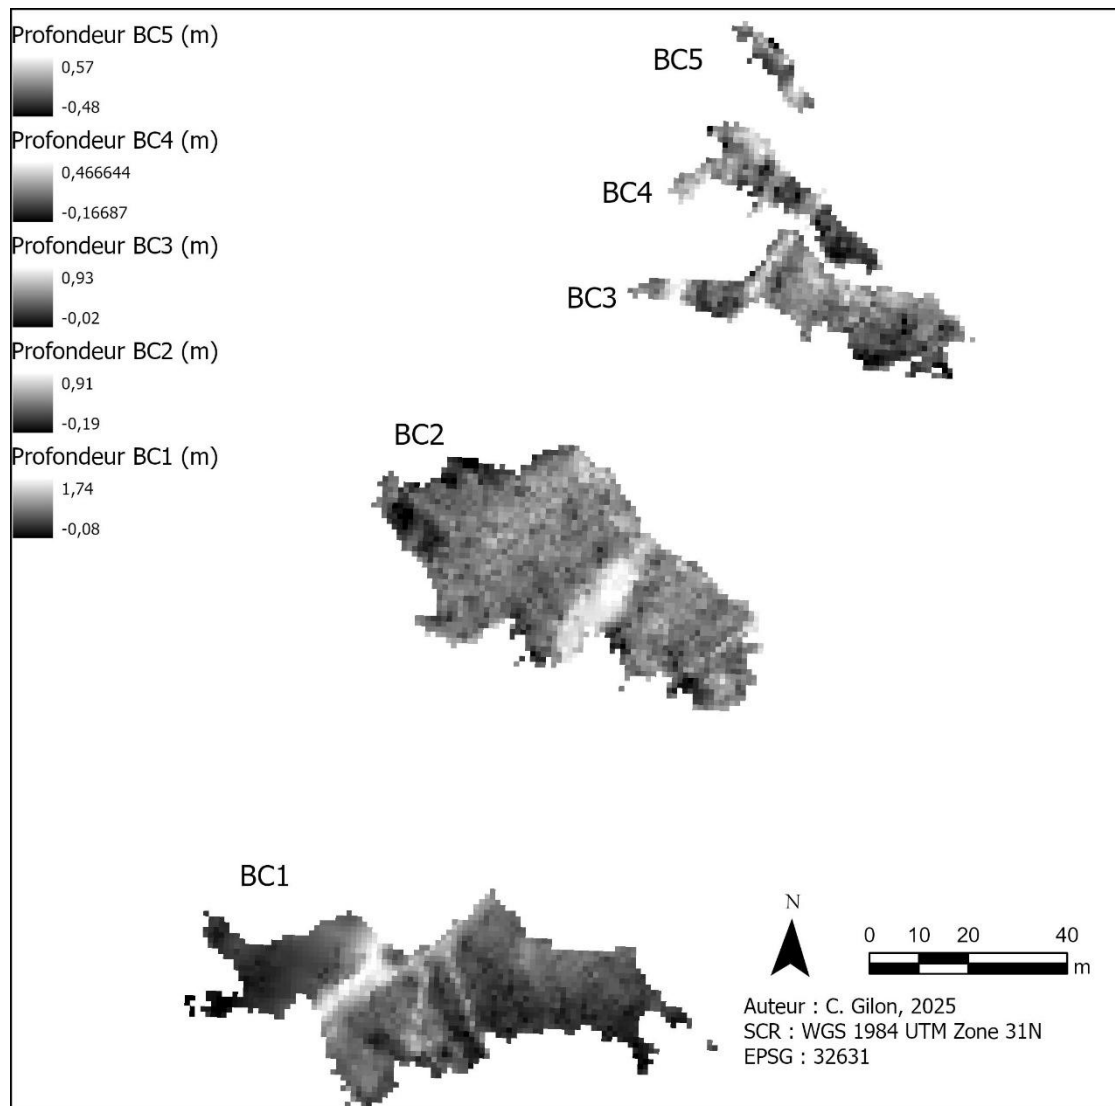 Profondeur BC5 (m)
0,57
-0,48
Profondeur BC4 (m)
0,466644
-0,16687
Profondeur BC3 (m)
0,93
-0,02
Profondeur BC2 (m)
0,91
-0,19
Profondeur BC1 (m)
1,74
-0,08
BC5
BC4
BC3
BC2
BC1
N
0 10 20 40
m
Auteur : C. Gilon, 2025
SCR : WGS 1984 UTM Zone 31N
EPSG : 32631